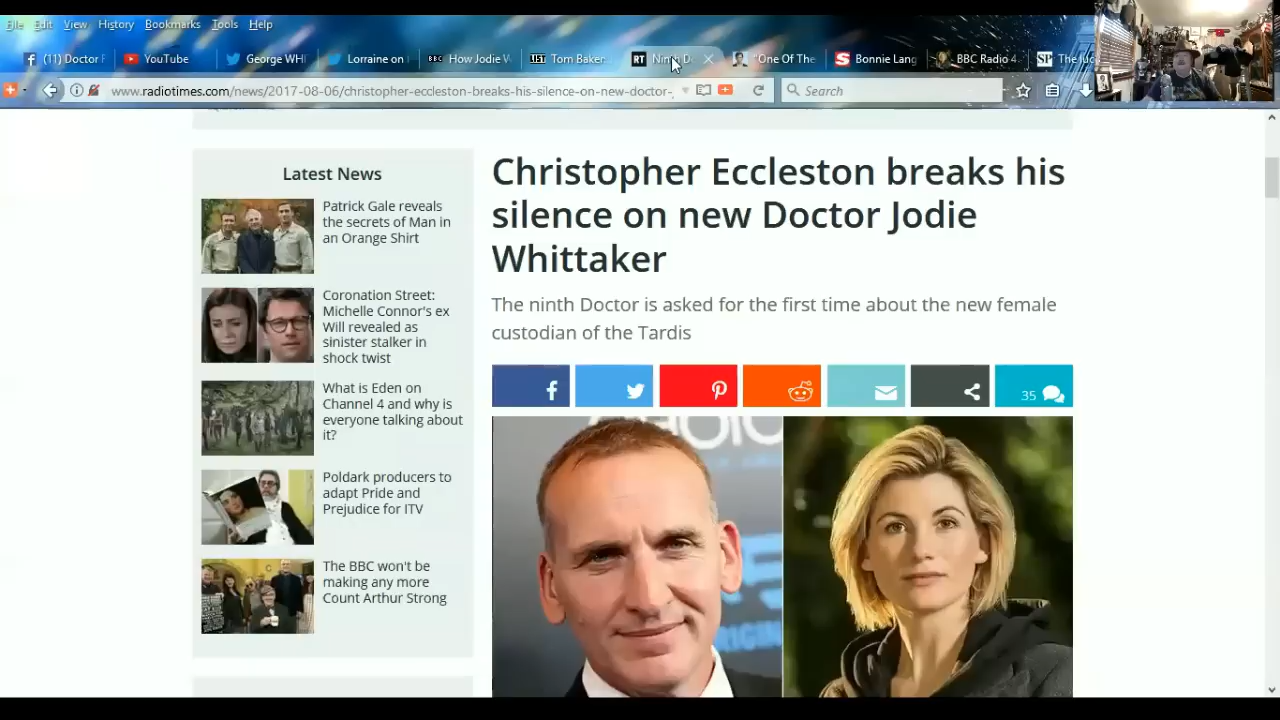 File Edit View History Bookmarks Tools Help
(11) Doctor
YouTube
George WHI
Lorraine on
BBC How Jodie W
LIST Tom Baker
RT Ninth D
"One Of The
S Bonnie Lang
BBC Radio 4
SP
www.radiotimes.com/news/2017-08-06/christopher-eccleston-breaks-his-silence-on-new-doctor-
Search
Latest News
Patrick Gale reveals
the secrets of Man in
an Orange Shirt
Coronation Street:
Michelle Connor's ex
Will revealed as
sinister stalker in
shock twist
What is Eden on
Channel 4 and why is
everyone talking about
it?
Poldark producers to
adapt Pride and
Prejudice for ITV
The BBC won't be
making any more
Count Arthur Strong
Christopher Eccleston breaks his
silence on new Doctor Jodie
Whittaker
The ninth Doctor is asked for the first time about the new female
custodian of the Tardis
35